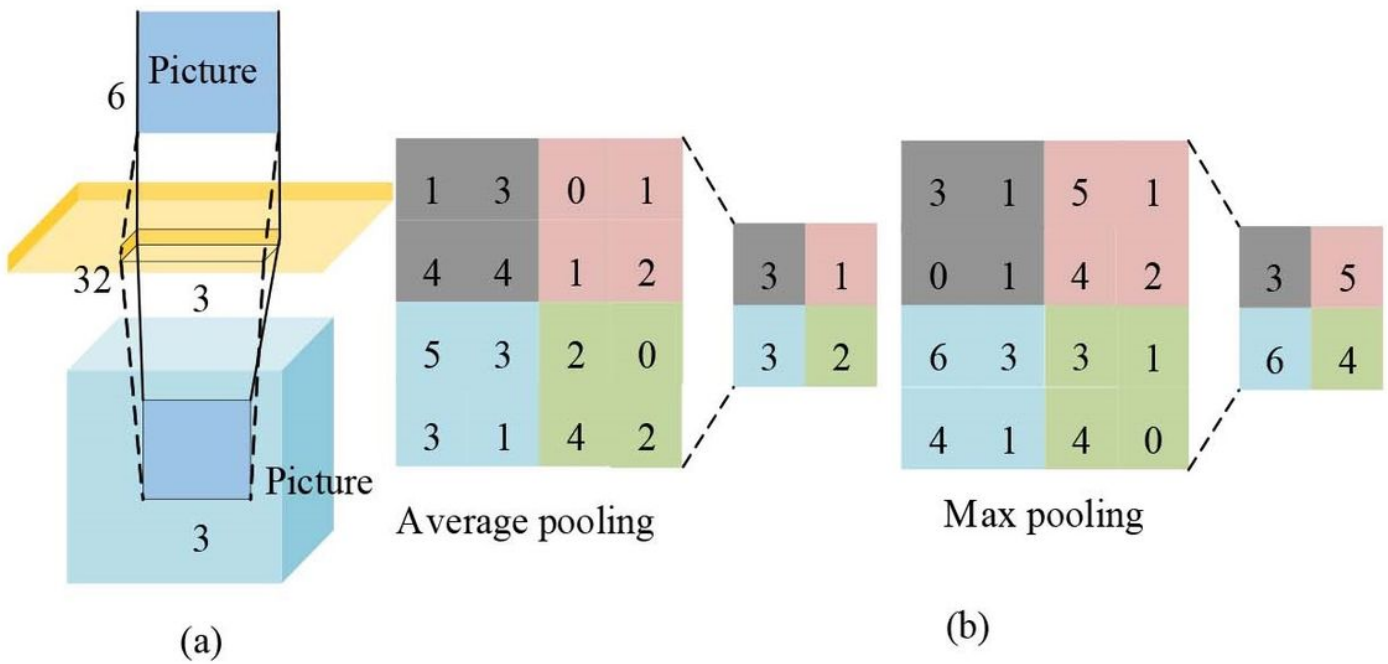 Picture
6
32
3
Picture
3
(a)
1 3 0 1
4 4 1 2
5 3 2 0
3 1 4 2
3 1
3 2
Average pooling
3 1 5 1
0 1 4 2
6 3 3 1
4 1 4 0
3 5
6 4
Max pooling
(b)